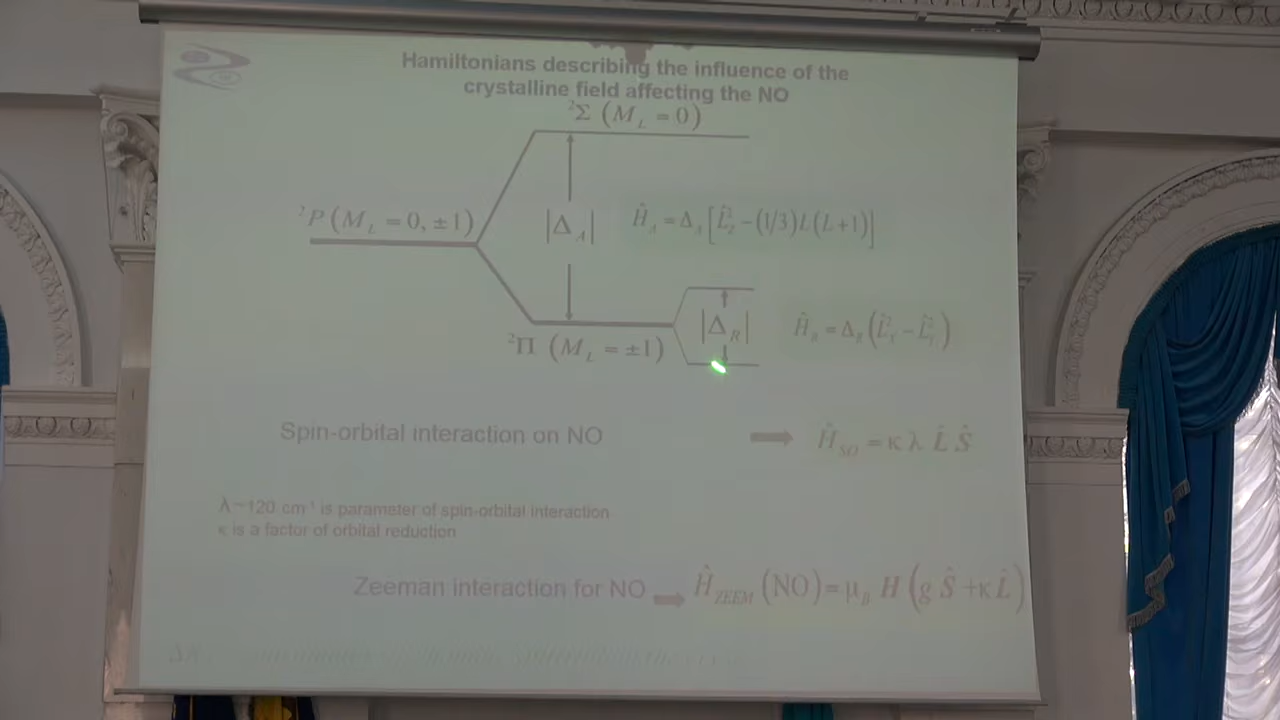 Hamiltonians describing the influence of the
crystalline field affecting the NO
²Σ (M_L = 0)
²P (M_L = 0, ±1)
|Δ_A|
Ĥ_A = Δ_A [L̂²_Z − (1/3)L(L+1)]
|Δ_R|
Ĥ_R = Δ_R (L̂²_X − L̂²_Y)
²Π (M_L = ±1)
Spin-orbital interaction on NO ⟹ Ĥ_SO = κ λ L̂ Ŝ
λ~120 cm⁻¹ is parameter of spin-orbital interaction
κ is a factor of orbital reduction
Zeeman interaction for NO ⟹ Ĥ_ZEEM (NO) = μ_B H (g Ŝ + κ L̂)